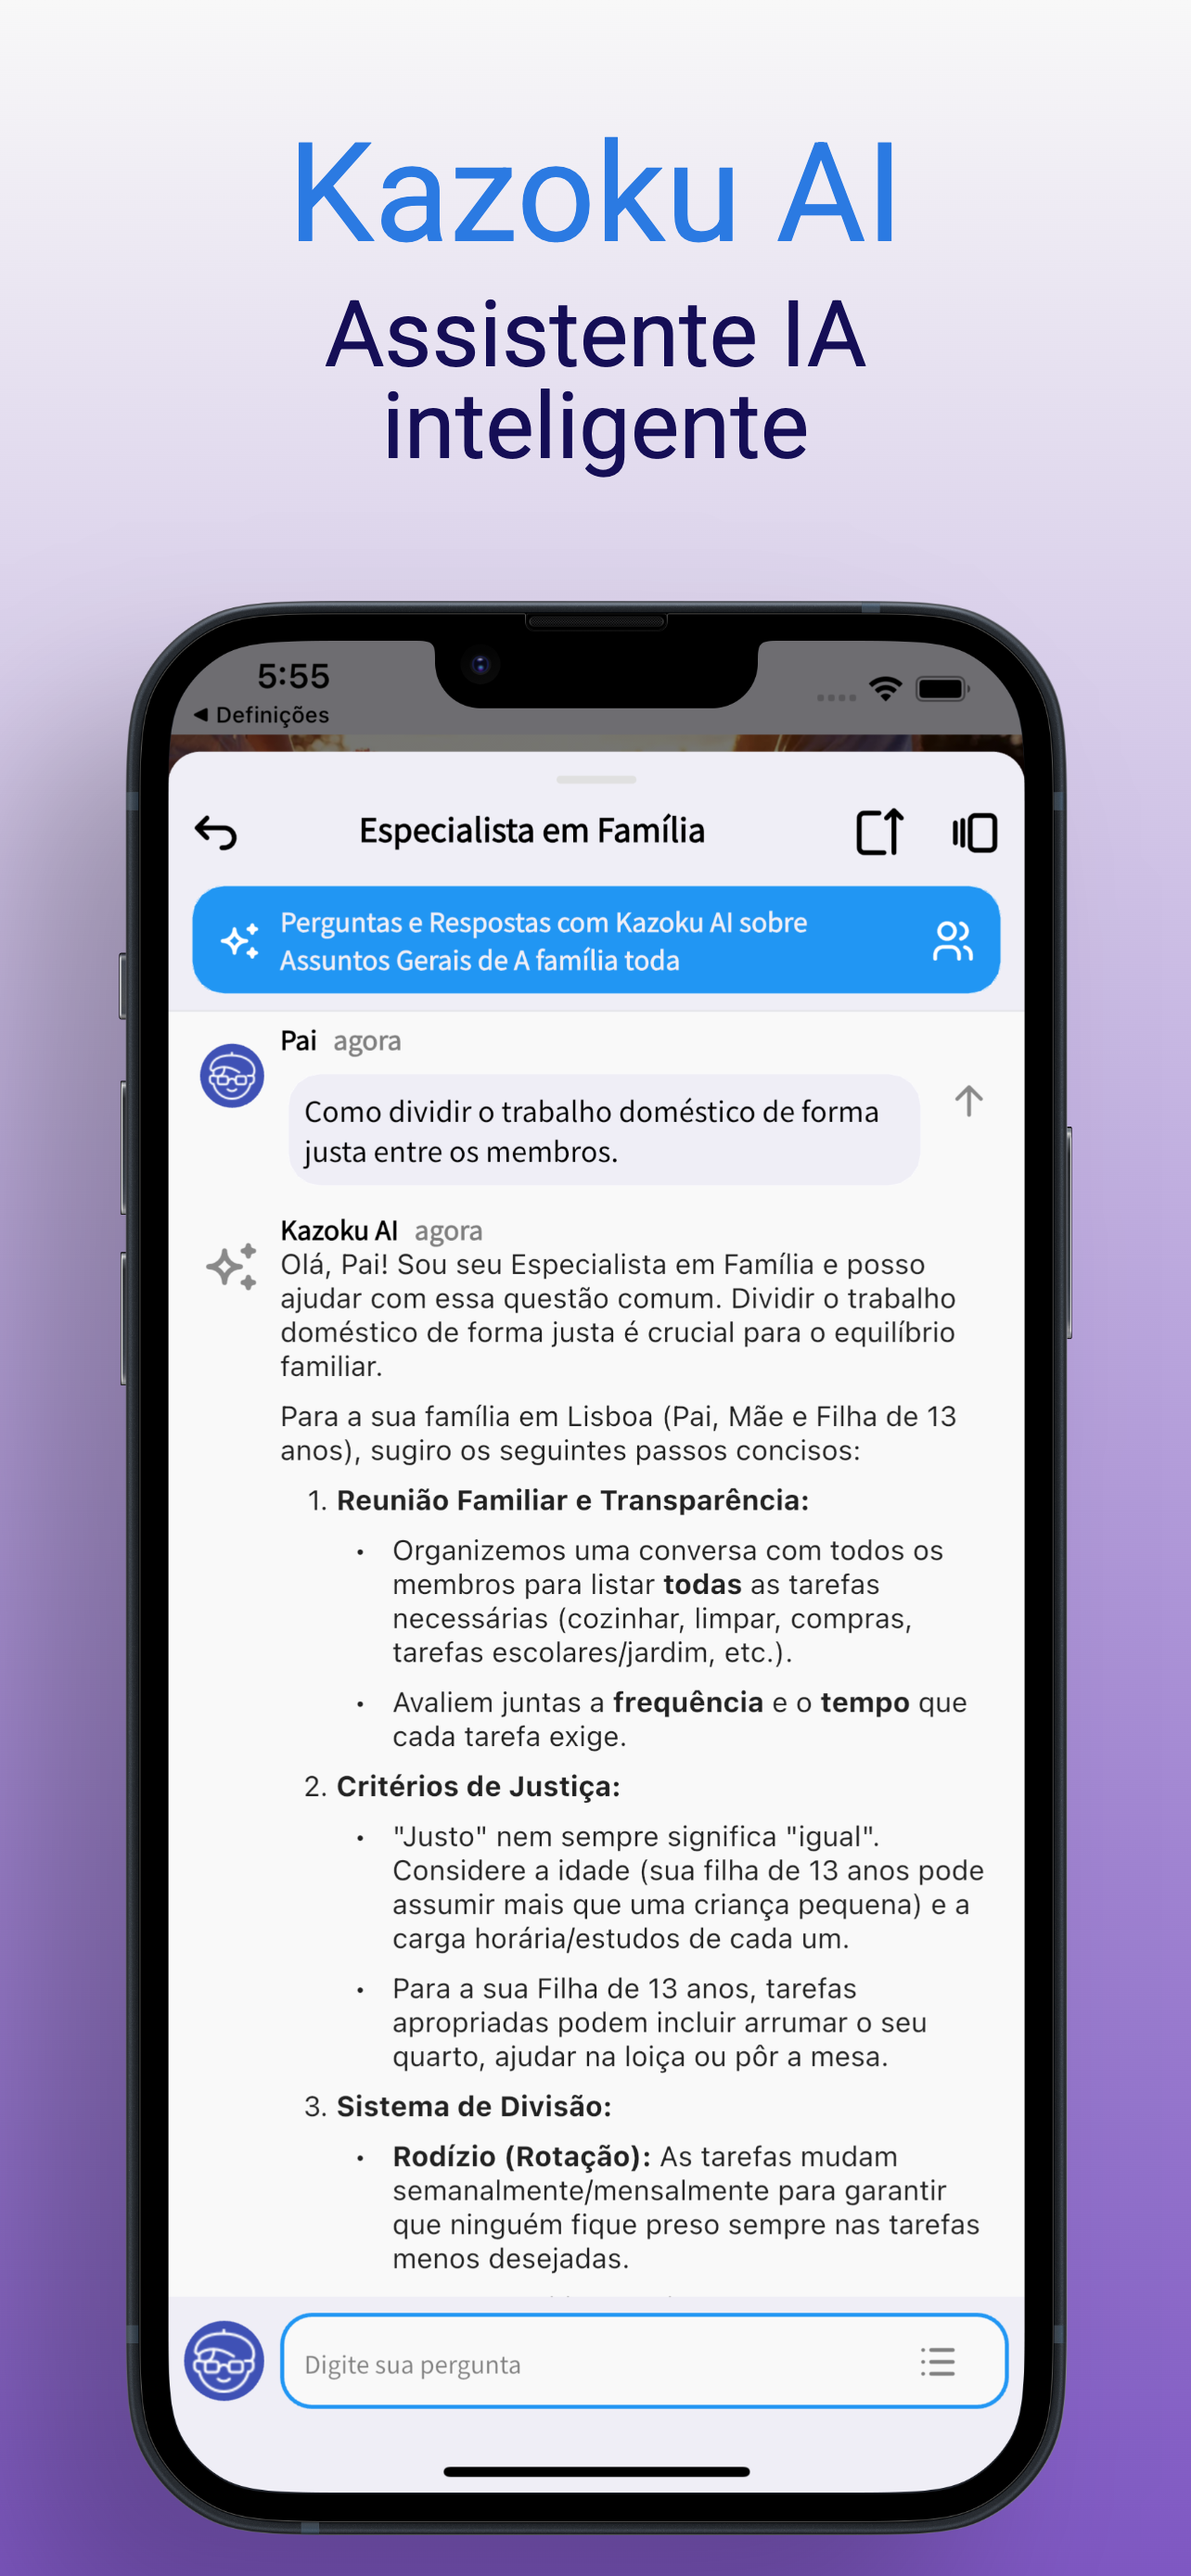 Kazoku AI
Assistente IA
inteligente
5:55
◀ Definições
Especialista em Família
Perguntas e Respostas com Kazoku AI sobre
Assuntos Gerais de A família toda
Pai agora
Como dividir o trabalho doméstico de forma
justa entre os membros.
Kazoku AI agora
Olá, Pai! Sou seu Especialista em Família e posso
ajudar com essa questão comum. Dividir o trabalho
doméstico de forma justa é crucial para o equilíbrio
familiar.
Para a sua família em Lisboa (Pai, Mãe e Filha de 13
anos), sugiro os seguintes passos concisos:
1. Reunião Familiar e Transparência:
• Organizemos uma conversa com todos os
membros para listar todas as tarefas
necessárias (cozinhar, limpar, compras,
tarefas escolares/jardim, etc.).
• Avaliem juntas a frequência e o tempo que
cada tarefa exige.
2. Critérios de Justiça:
• "Justo" nem sempre significa "igual".
Considere a idade (sua filha de 13 anos pode
assumir mais que uma criança pequena) e a
carga horária/estudos de cada um.
• Para a sua Filha de 13 anos, tarefas
apropriadas podem incluir arrumar o seu
quarto, ajudar na loiça ou pôr a mesa.
3. Sistema de Divisão:
• Rodízio (Rotação): As tarefas mudam
semanalmente/mensalmente para garantir
que ninguém fique preso sempre nas tarefas
menos desejadas.
Digite sua pergunta